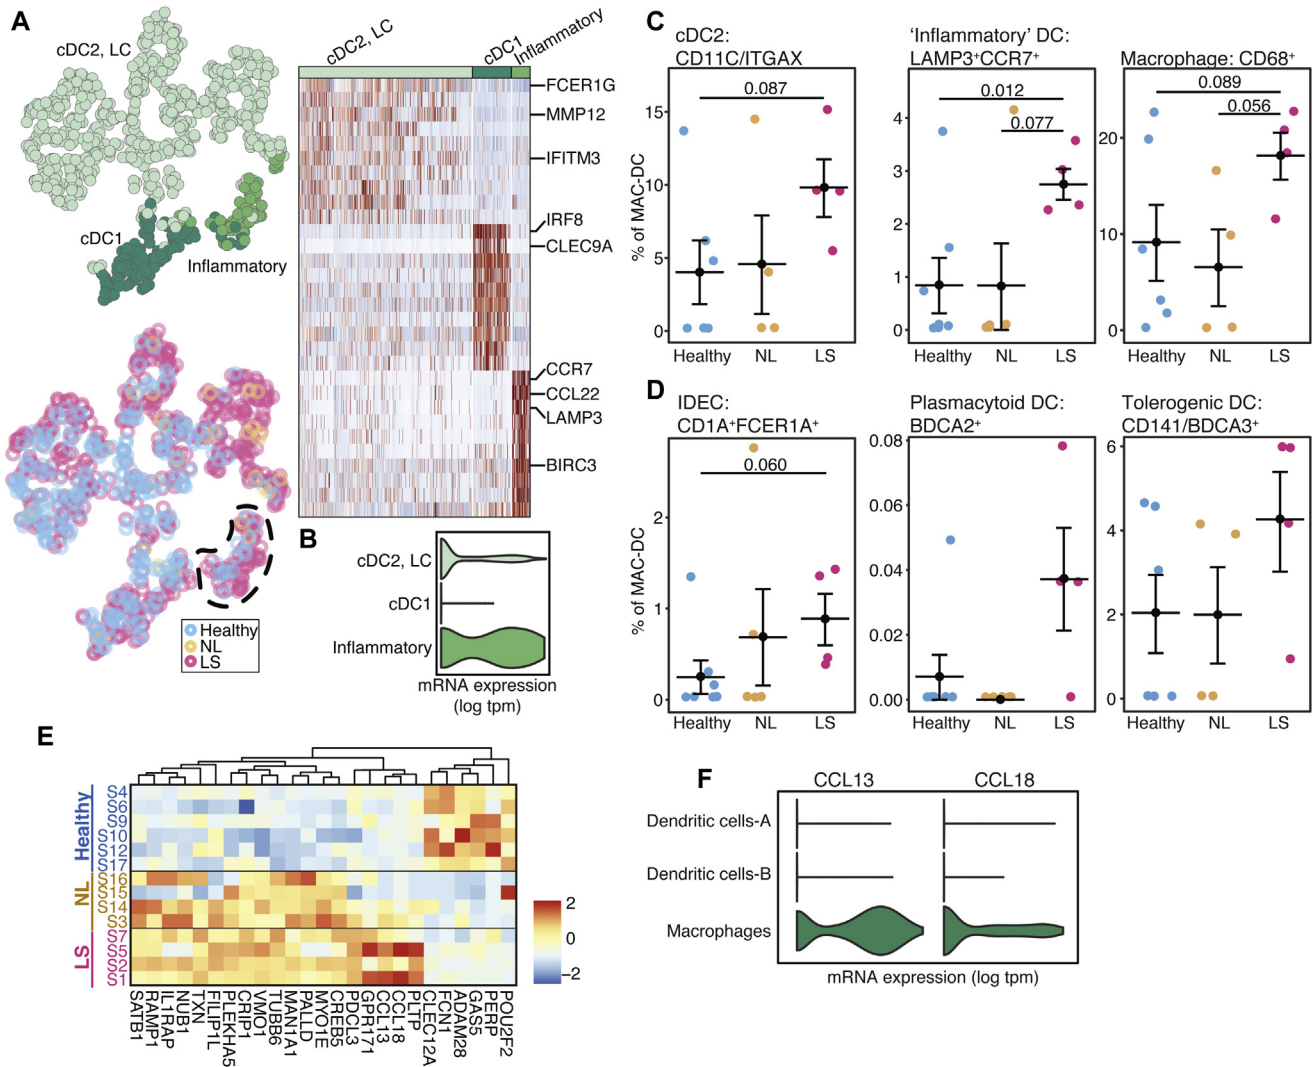 A
cDC2, LC
cDC1
Inflammatory
cDC2, LC
cDC1
Inflammatory
FCER1G
MMP12
IFITM3
IRF8
CLEC9A
CCR7
CCL22
LAMP3
BIRC3
Healthy
NL
LS
B
cDC2, LC
cDC1
Inflammatory
mRNA expression
(log tpm)
C
cDC2:
CD11C/ITGAX
0.087
15
10
5
0
% of MAC-DC
Healthy
NL
LS
‘Inflammatory’ DC:
LAMP3⁺CCR7⁺
0.012
0.077
4
3
2
1
0
Healthy
NL
LS
Macrophage: CD68⁺
0.089
0.056
20
10
0
Healthy
NL
LS
D
IDEC:
CD1A⁺FCER1A⁺
0.060
2
1
0
% of MAC-DC
Healthy
NL
LS
Plasmacytoid DC:
BDCA2⁺
0.08
0.06
0.04
0.02
0.00
Healthy
NL
LS
Tolerogenic DC:
CD141/BDCA3⁺
6
4
2
0
Healthy
NL
LS
E
Healthy
S4
S6
S9
S10
S12
S17
NL
S16
S15
S14
S3
LS
S7
S5
S2
S1
SATB1
RAMP1
IL1RAP
NUB1
TXN
FILIP1L
PLEKHA5
CRIP1
VMO1
TUBB6
MAN1A1
PALLD
MYO1E
CREB5
PDCL3
GPR171
CCL13
CCL18
PLTP
CLEC12A
FCN1
ADAM28
GAS5
PERP
POU2F2
2
0
−2
F
CCL13
CCL18
Dendritic cells-A
Dendritic cells-B
Macrophages
mRNA expression (log tpm)